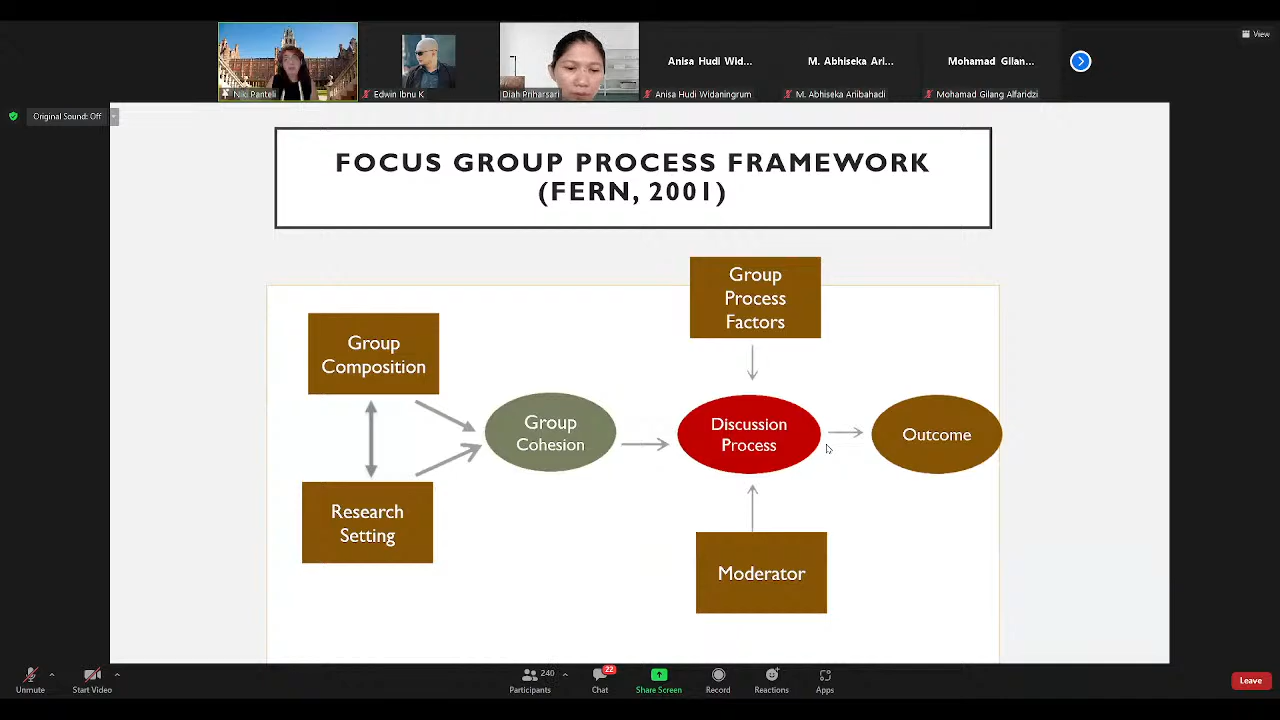 View
Anisa Hudi Wid...
M. Abhiseka Ari...
Mohamad Gilan...
Niki Panteli
Edwin Ibnu K
Diah Priharsari
Anisa Hudi Widaningrum
M. Abhiseka Ariibahadi
Mohamad Gilang Alfaridzi
Original Sound: Off
FOCUS GROUP PROCESS FRAMEWORK
(FERN, 2001)
Group
Process
Factors
Group
Composition
Group
Cohesion
Discussion
Process
Outcome
Research
Setting
Moderator
Unmute
Start Video
240
Participants
22
Chat
Share Screen
Record
Reactions
Apps
Leave